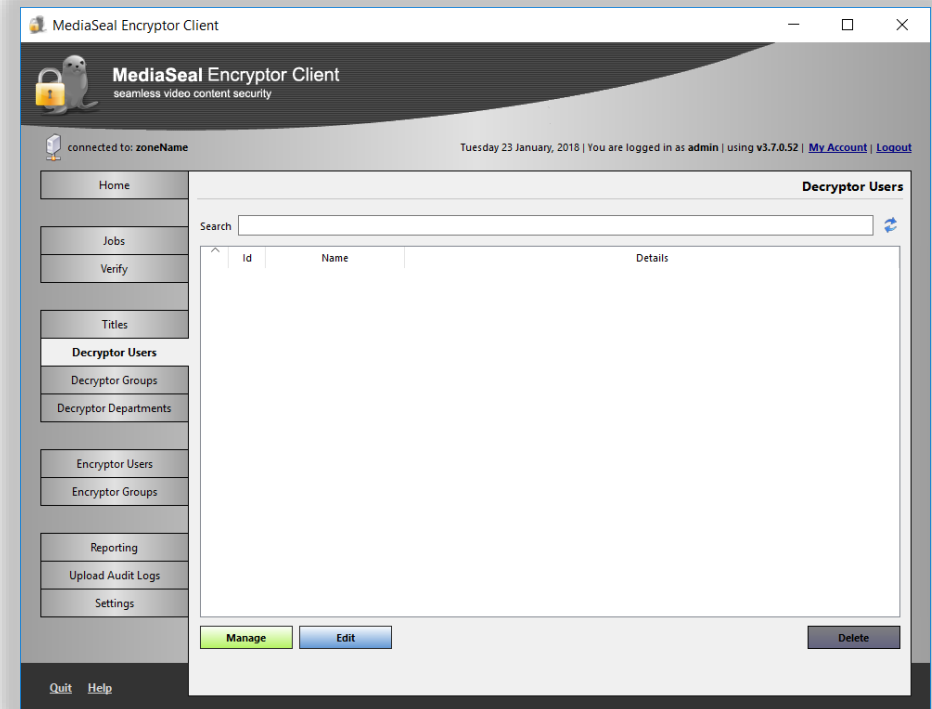 MediaSeal Encryptor Client
MediaSeal Encryptor Client
seamless video content security
connected to: zoneName
Tuesday 23 January, 2018 | You are logged in as admin | using v3.7.0.52 | My Account | Logout
Home
Decryptor Users
Search
Jobs
Id Name Details
Verify
Titles
Decryptor Users
Decryptor Groups
Decryptor Departments
Encryptor Users
Encryptor Groups
Reporting
Upload Audit Logs
Settings
Manage Edit Delete
Quit Help